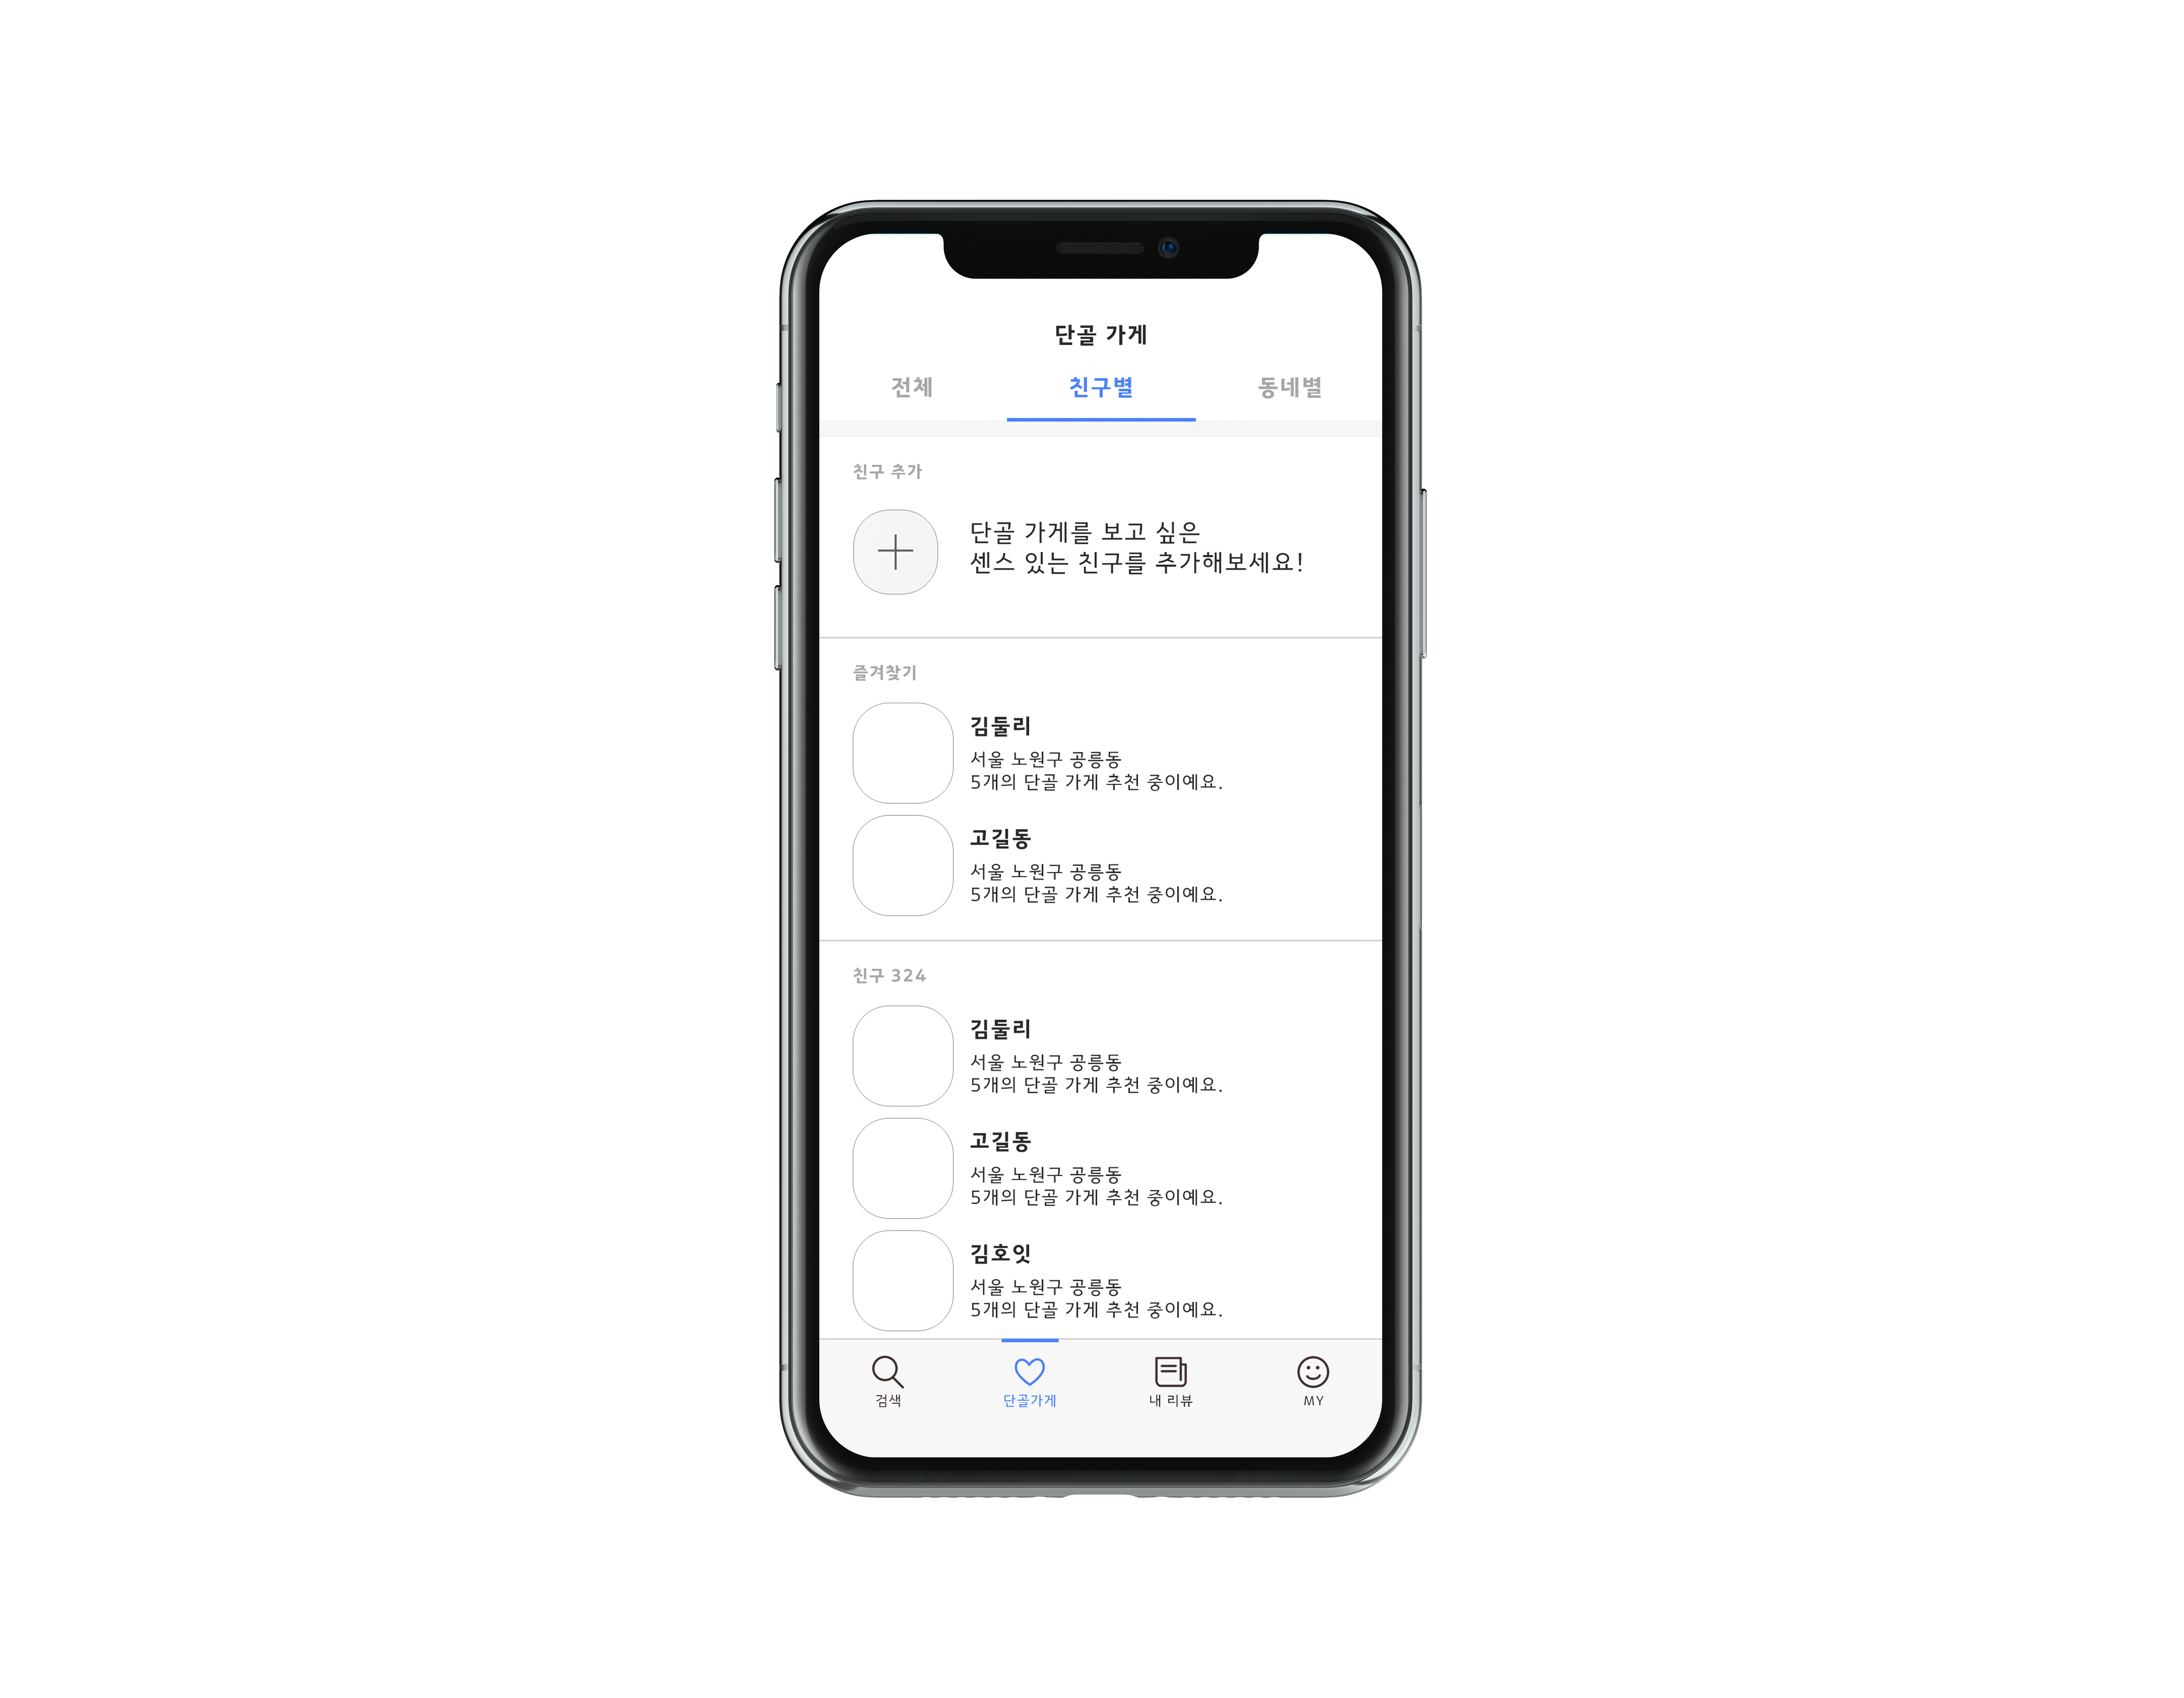 단골 가게
전체 친구별 동네별
친구 추가
단골 가게를 보고 싶은
센스 있는 친구를 추가해보세요!
즐겨찾기
김둘리
서울 노원구 공릉동
5개의 단골 가게 추천 중이예요.
고길동
서울 노원구 공릉동
5개의 단골 가게 추천 중이예요.
친구 324
김둘리
서울 노원구 공릉동
5개의 단골 가게 추천 중이예요.
고길동
서울 노원구 공릉동
5개의 단골 가게 추천 중이예요.
김호잇
서울 노원구 공릉동
5개의 단골 가게 추천 중이예요.
검색 단골가게 내 리뷰 MY